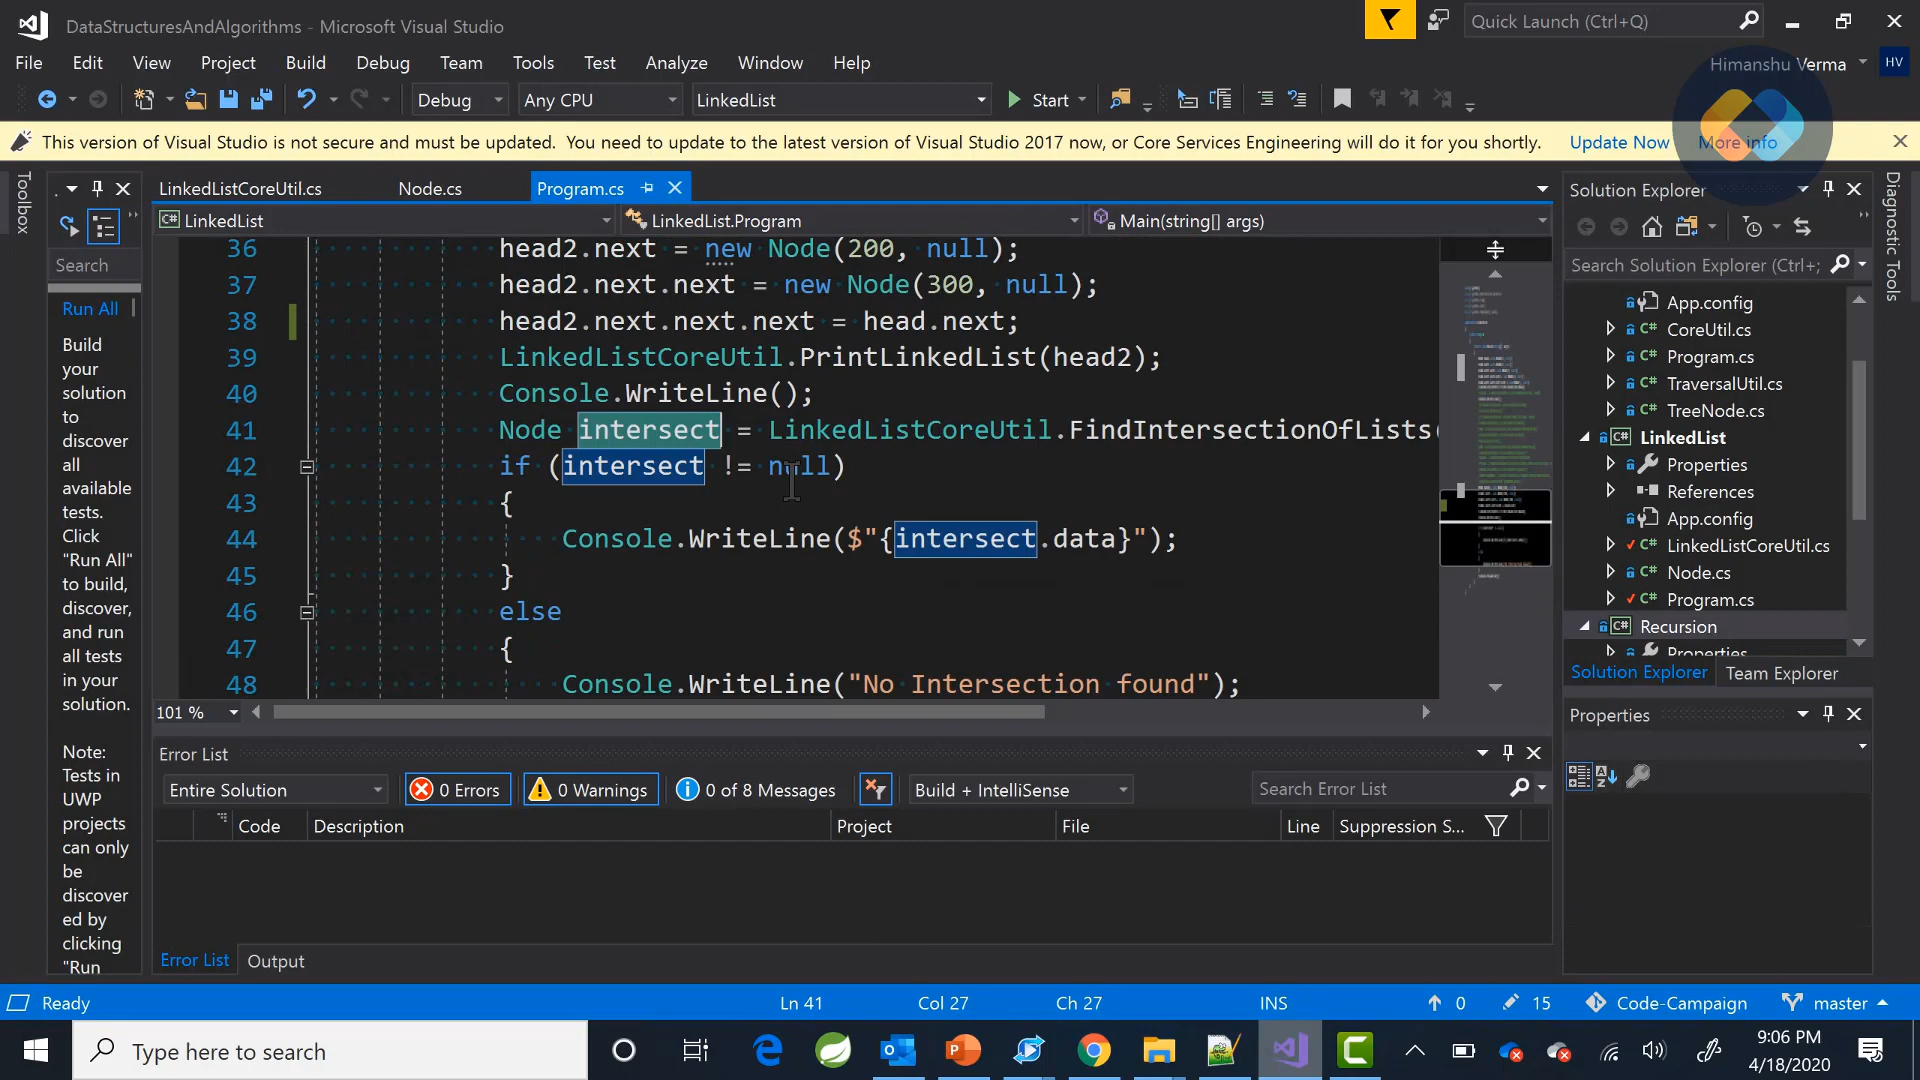 DataStructuresAndAlgorithms - Microsoft Visual Studio
Quick Launch (Ctrl+Q)
File Edit View Project Build Debug Team Tools Test Analyze Window Help
Himanshu Verma HV
Debug Any CPU LinkedList Start
This version of Visual Studio is not secure and must be updated. You need to update to the latest version of Visual Studio 2017 now, or Core Services Engineering will do it for you shortly. Update Now More info
Toolbox
Search
Run All
Build
your
solution
to
discover
all
available
tests.
Click
"Run All"
to build,
discover,
and run
all tests
in your
solution.
Note:
Tests in
UWP
projects
can only
be
discover
ed by
clicking
"Run
LinkedListCoreUtil.cs Node.cs Program.cs
C# LinkedList LinkedList.Program Main(string[] args)
36 head2.next = new Node(200, null);
37 head2.next.next = new Node(300, null);
38 head2.next.next.next = head.next;
39 LinkedListCoreUtil.PrintLinkedList(head2);
40 Console.WriteLine();
41 Node intersect = LinkedListCoreUtil.FindIntersectionOfLists(
42 if (intersect != null)
43 {
44 Console.WriteLine($"{intersect.data}");
45 }
46 else
47 {
48 Console.WriteLine("No Intersection found");
101 %
Error List
Entire Solution 0 Errors 0 Warnings 0 of 8 Messages Build + IntelliSense Search Error List
Code Description Project File Line Suppression S...
Error List Output
Solution Explorer
Search Solution Explorer (Ctrl+;
App.config
C# CoreUtil.cs
C# Program.cs
C# TraversalUtil.cs
C# TreeNode.cs
C# LinkedList
Properties
References
App.config
C# LinkedListCoreUtil.cs
C# Node.cs
C# Program.cs
C# Recursion
Properties
Solution Explorer Team Explorer
Properties
Diagnostic Tools
Ready Ln 41 Col 27 Ch 27 INS 0 15 Code-Campaign master
Type here to search
9:06 PM
4/18/2020